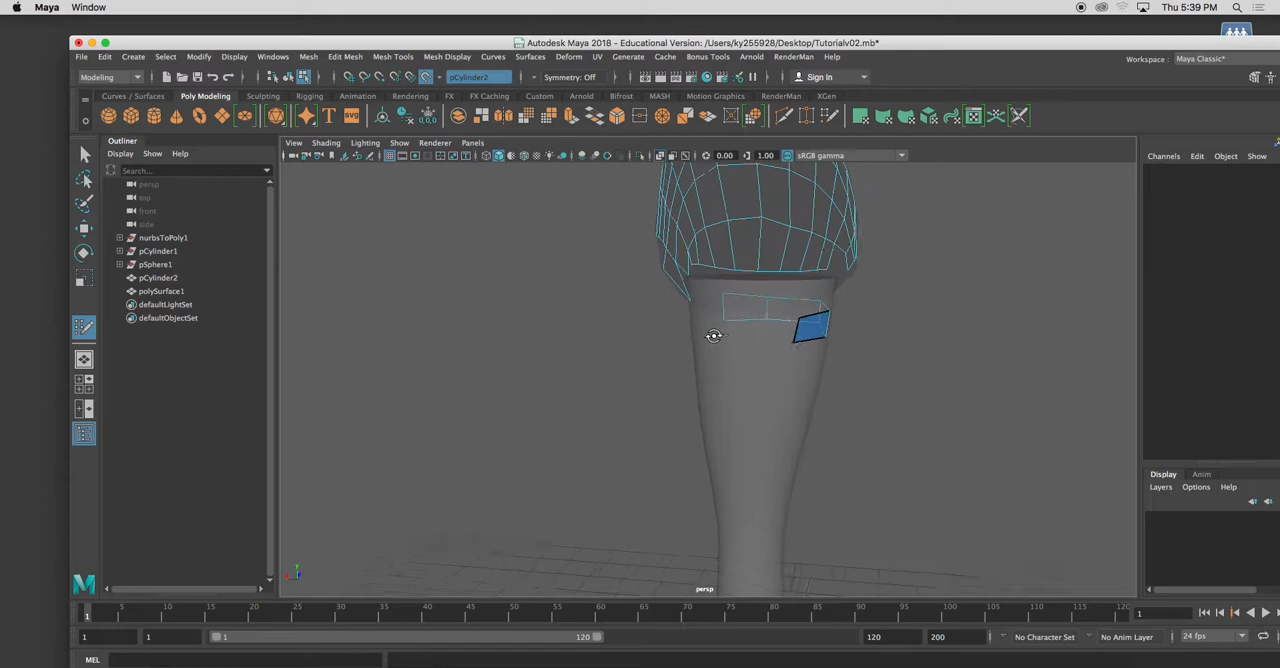 Maya Window Thu 5:39 PM
Autodesk Maya 2018 - Educational Version: /Users/ky255928/Desktop/Tutorialv02.mb*
File Edit Create Select Modify Display Windows Mesh Edit Mesh Mesh Tools Mesh Display Curves Surfaces Deform UV Generate Cache Bonus Tools Arnold RenderMan Help Workspace : Maya Classic*
Modeling pCylinder2 Symmetry: Off Sign In
Curves / Surfaces Poly Modeling Sculpting Rigging Animation Rendering FX FX Caching Custom Arnold Bifrost MASH Motion Graphics RenderMan XGen
T SVG 0,0,0
Outliner
View Shading Lighting Show Renderer Panels
Display Show Help
Channels Edit Object Show
0.00 1.00 sRGB gamma
Search...
persp
top
front
side
nurbsToPoly1
pCylinder1
pSphere1
pCylinder2
polySurface1
defaultLightSet
defaultObjectSet
Display Anim
Layers Options Help
persp
5 10 15 20 25 30 35 40 45 50 55 60 65 70 75 80 85 90 95 100 105 110 115 120
1 1
1 1 1 120 120 200 No Character Set No Anim Layer 24 fps
MEL